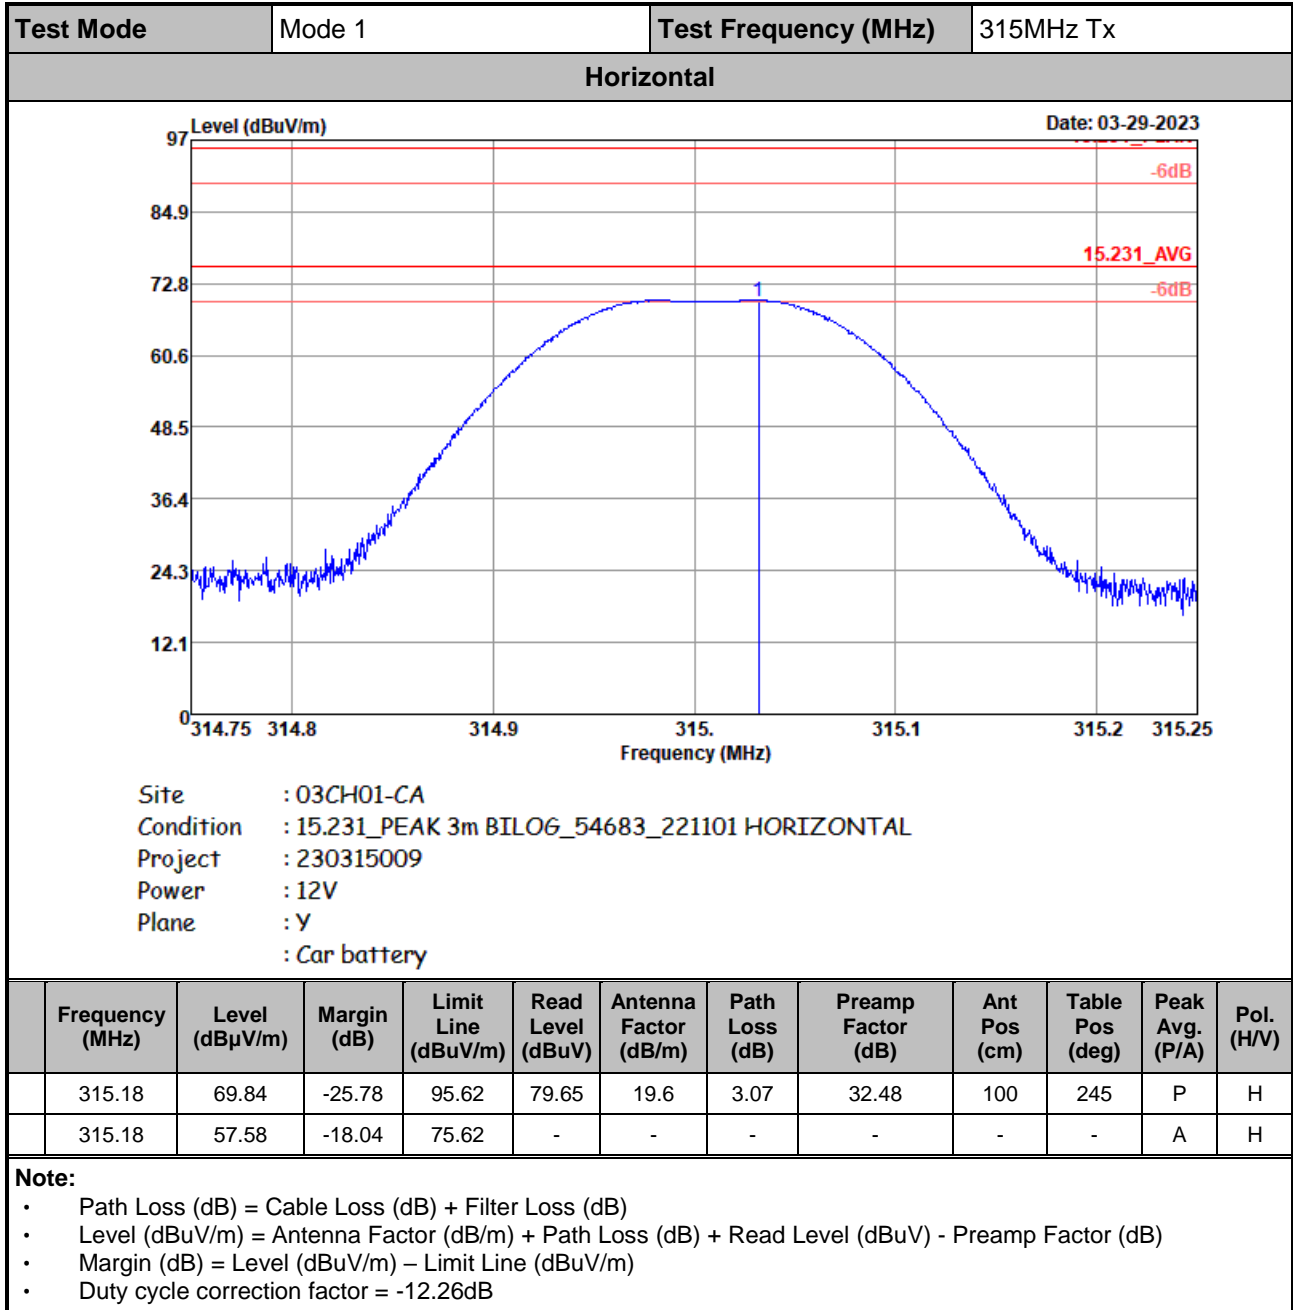 Test Mode Mode 1 Test Frequency (MHz) 315MHz Tx
Horizontal
Level (dBuV/m) Date: 03-29-2023
97
-6dB
84.9
15.231_AVG
72.8
1
-6dB
60.6
48.5
36.4
24.3
12.1
0
314.75 314.8 314.9 315. 315.1 315.2 315.25
Frequency (MHz)
Site : 03CH01-CA
Condition : 15.231_PEAK 3m BILOG_54683_221101 HORIZONTAL
Project : 230315009
Power : 12V
Plane : Y
: Car battery
Frequency (MHz) Level (dBμV/m) Margin (dB) Limit Line (dBuV/m) Read Level (dBuV) Antenna Factor (dB/m) Path Loss (dB) Preamp Factor (dB) Ant Pos (cm) Table Pos (deg) Peak Avg. (P/A) Pol. (H/V)
315.18 69.84 -25.78 95.62 79.65 19.6 3.07 32.48 100 245 P H
315.18 57.58 -18.04 75.62 - - - - - - A H
Note:
• Path Loss (dB) = Cable Loss (dB) + Filter Loss (dB)
• Level (dBuV/m) = Antenna Factor (dB/m) + Path Loss (dB) + Read Level (dBuV) - Preamp Factor (dB)
• Margin (dB) = Level (dBuV/m) – Limit Line (dBuV/m)
• Duty cycle correction factor = -12.26dB